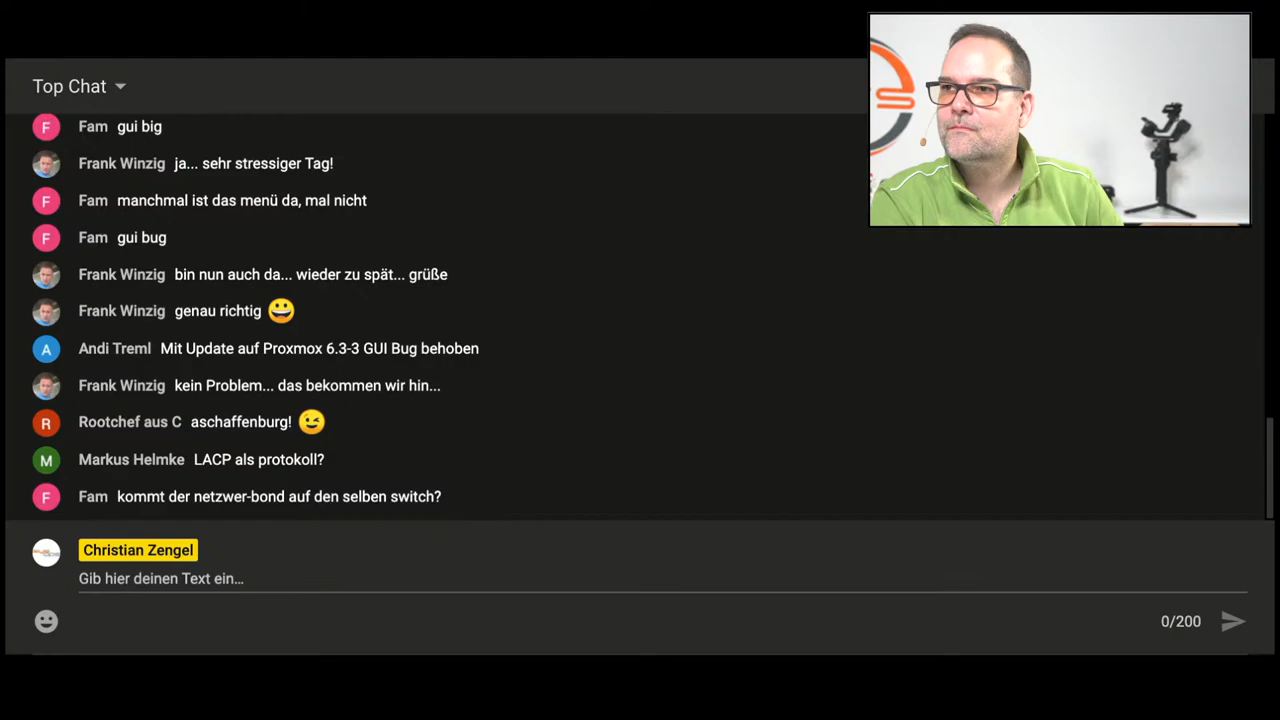 Top Chat
Fam gui big
Frank Winzig ja... sehr stressiger Tag!
Fam manchmal ist das menü da, mal nicht
Fam gui bug
Frank Winzig bin nun auch da... wieder zu spät... grüße
Frank Winzig genau richtig 😀
Andi Treml Mit Update auf Proxmox 6.3-3 GUI Bug behoben
Frank Winzig kein Problem... das bekommen wir hin...
R Rootchef aus C aschaffenburg! 😉
M Markus Helmke LACP als protokoll?
F Fam kommt der netzwer-bond auf den selben switch?
Christian Zengel
Gib hier deinen Text ein…
0/200